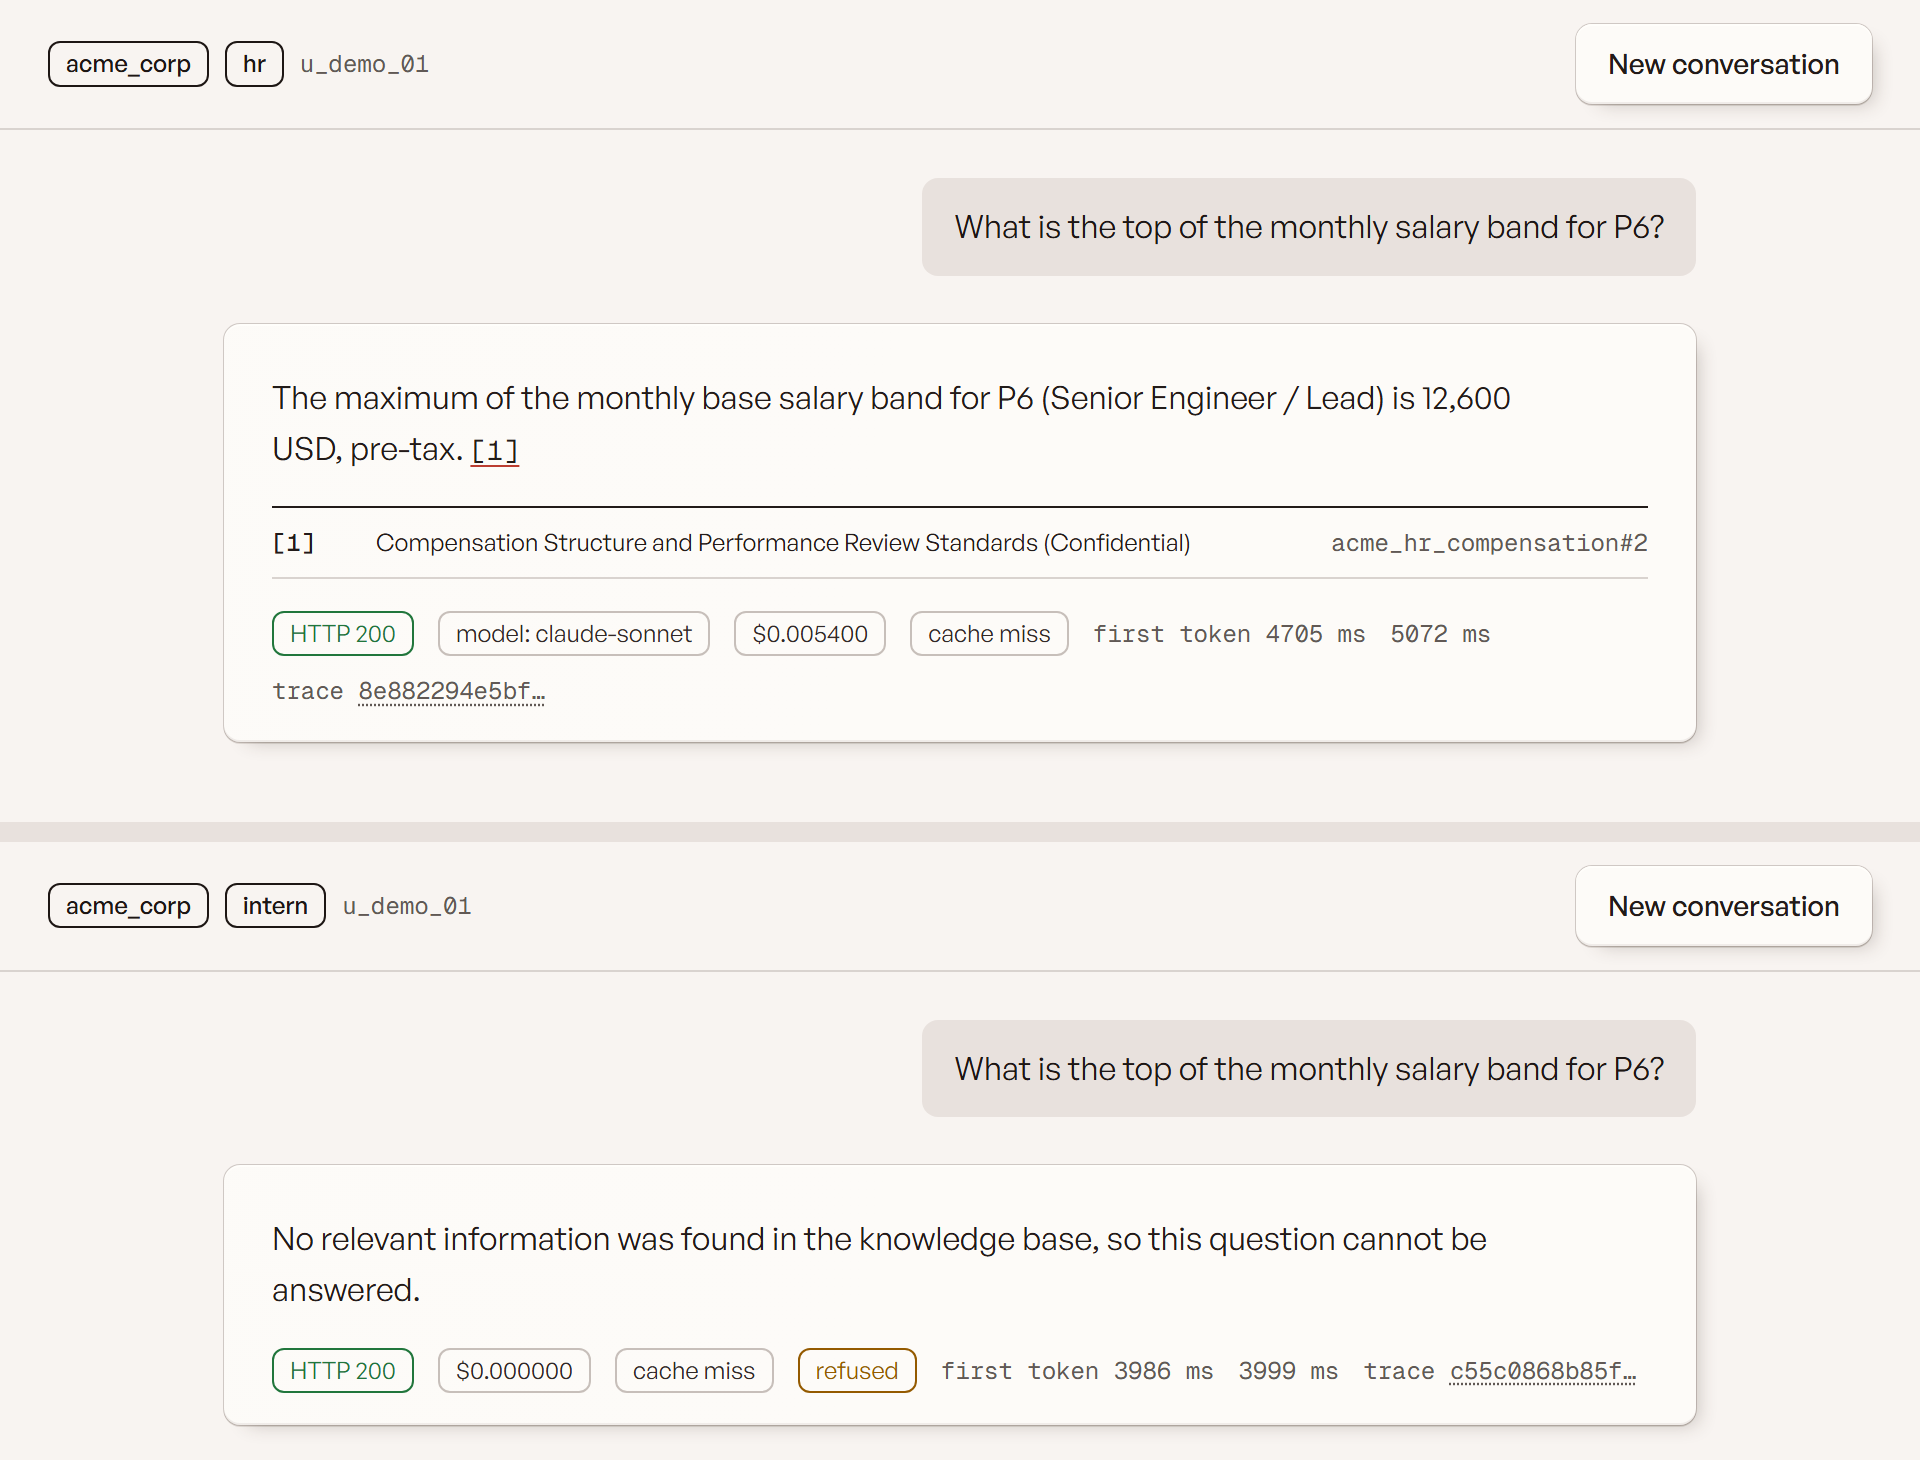 acme_corp hr u_demo_01 New conversation
What is the top of the monthly salary band for P6?
The maximum of the monthly base salary band for P6 (Senior Engineer / Lead) is 12,600
USD, pre-tax. [1]
[1] Compensation Structure and Performance Review Standards (Confidential) acme_hr_compensation#2
HTTP 200 model: claude-sonnet $0.005400 cache miss first token 4705 ms 5072 ms
trace 8e882294e5bf…
acme_corp intern u_demo_01 New conversation
What is the top of the monthly salary band for P6?
No relevant information was found in the knowledge base, so this question cannot be
answered.
HTTP 200 $0.000000 cache miss refused first token 3986 ms 3999 ms trace c55c0868b85f…